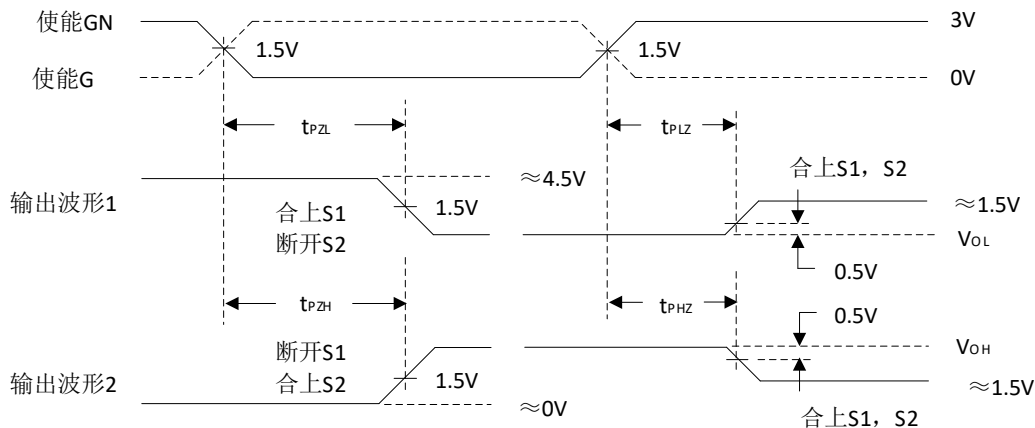 使能GN
1.5V
1.5V
3V
使能G
0V
tPZL
tPLZ
合上S1，S2
≈4.5V
输出波形1
合上S1
断开S2
1.5V
≈1.5V
VOL
0.5V
tPZH
tPHZ
0.5V
断开S1
合上S2
VOH
输出波形2
1.5V
≈1.5V
≈0V
合上S1，S2